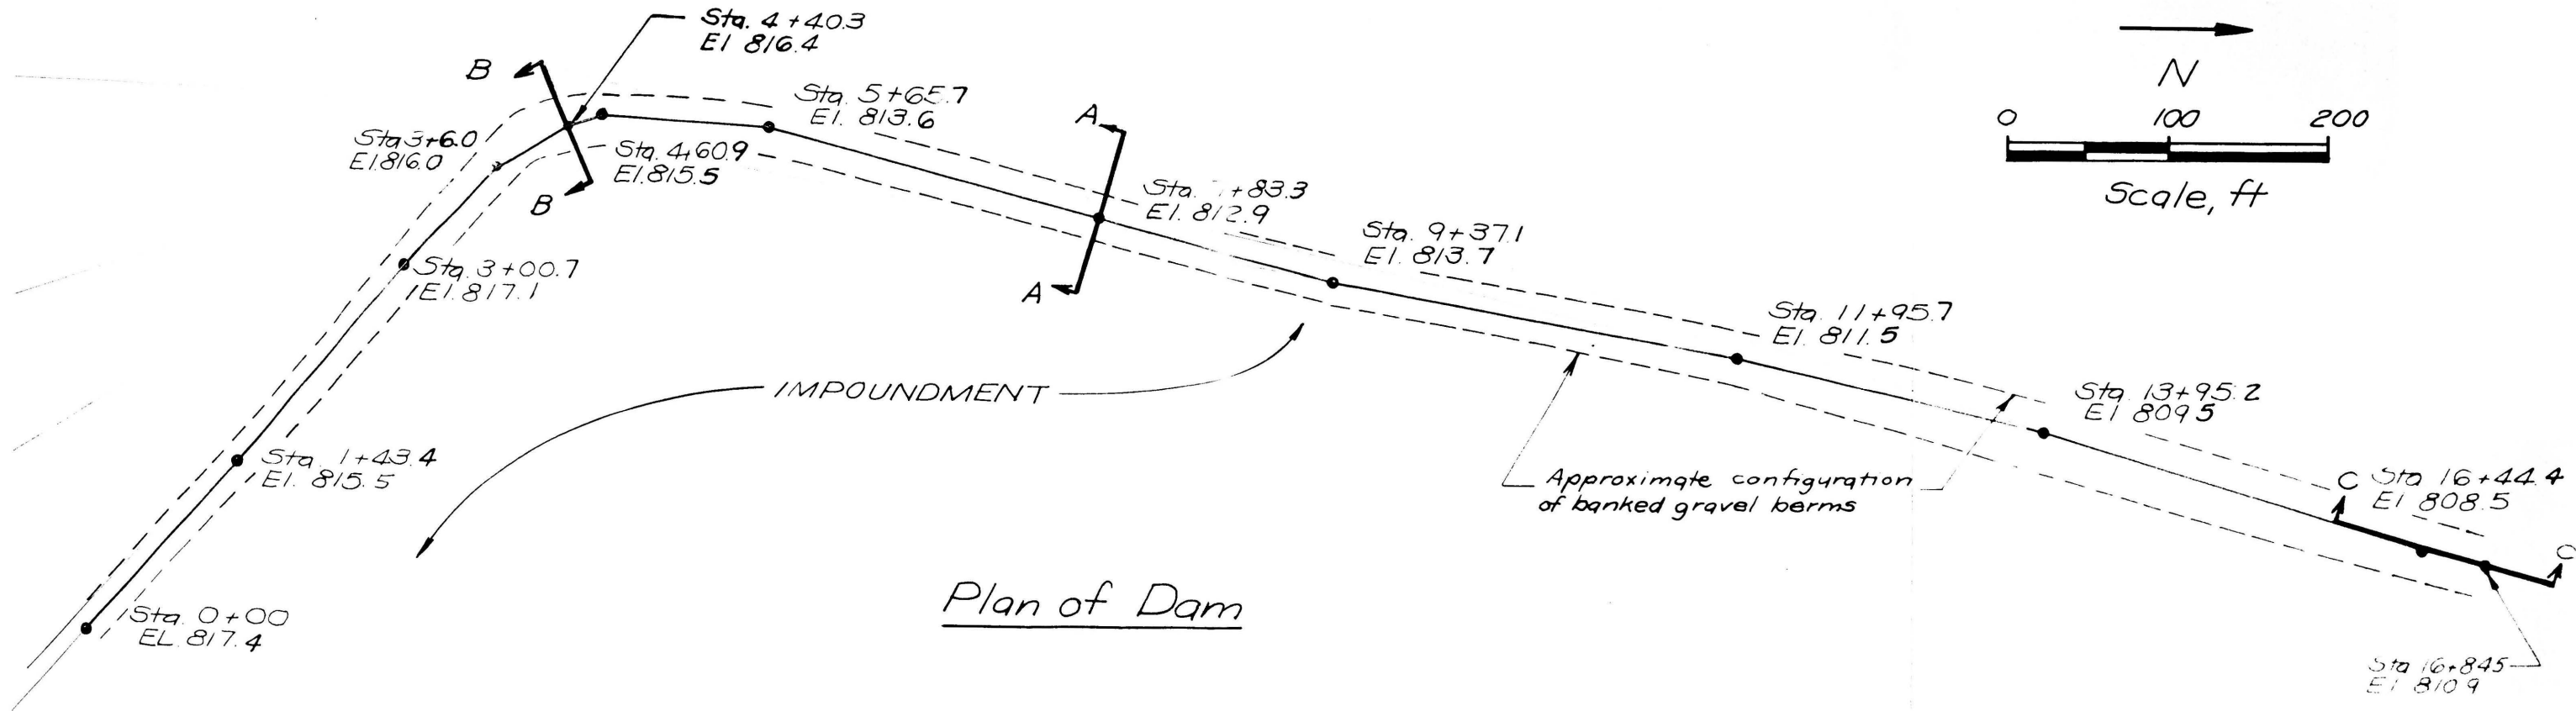 Sta. 4+40.3
El 816.4
B
Sta. 5+65.7
El. 813.6
A
N
0 100 200
Scale, ft
Sta 3+6.0
El.816.0
Sta. 4+60.9
El.815.5
B
Sta. +83.3
El. 812.9
Sta. 9+37.1
El. 813.7
A
Sta. 3+00.7
El.817.1
Sta. 11+95.7
El. 811.5
IMPOUNDMENT
Sta. 13+95.2
El 809 5
Sta. 1+43.4
El. 815.5
Approximate configuration
of banked gravel berms
C Sta 16+44.4
El 808.5
C
Sta. 0+00
EL. 817.4
Plan of Dam
Sta 16+845
El 810 9